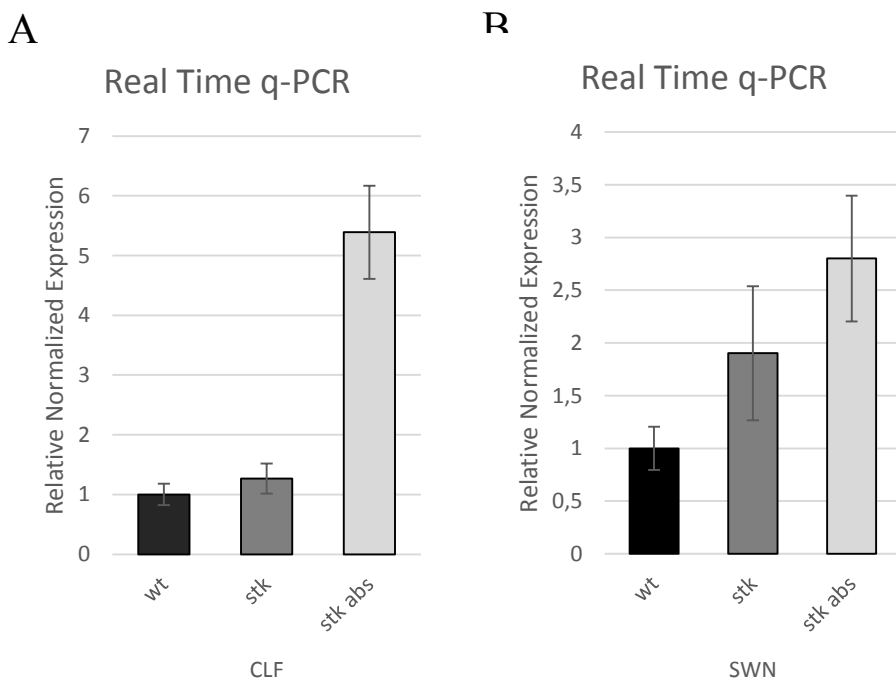 A
Real Time q-PCR
Relative Normalized Expression
7
6
5
4
3
2
1
0
wt
stk
stk abs
CLF
B
Real Time q-PCR
Relative Normalized Expression
4
3,5
3
2,5
2
1,5
1
0,5
0
wt
stk
stk abs
SWN